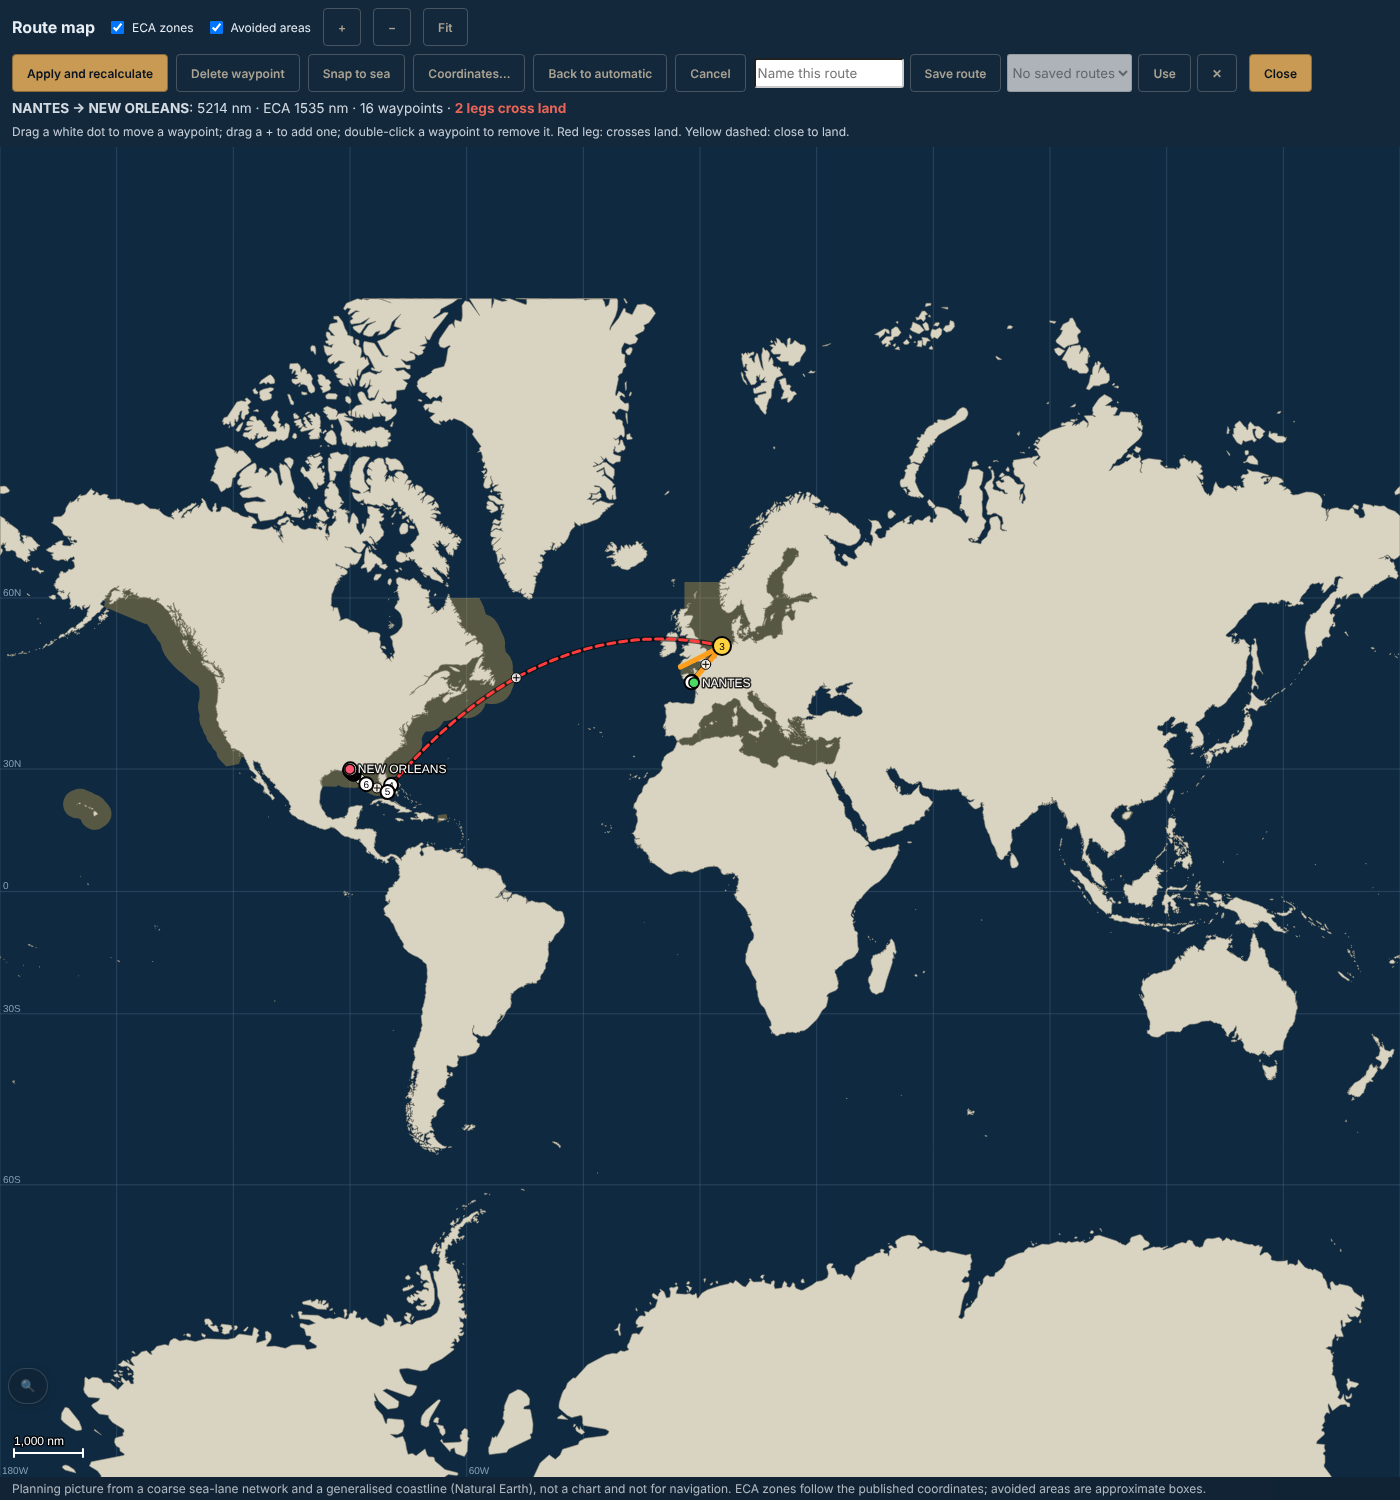 Route map ECA zones Avoided areas + − Fit
Apply and recalculate Delete waypoint Snap to sea Coordinates... Back to automatic Cancel Name this route Save route No saved routes Use ✕ Close
NANTES → NEW ORLEANS: 5214 nm · ECA 1535 nm · 16 waypoints · 2 legs cross land
Drag a white dot to move a waypoint; drag a + to add one; double-click a waypoint to remove it. Red leg: crosses land. Yellow dashed: close to land.
60N
3
NANTES
30N
NEW ORLEANS
6
5
0
30S
60S
1,000 nm
180W 60W
Planning picture from a coarse sea-lane network and a generalised coastline (Natural Earth), not a chart and not for navigation. ECA zones follow the published coordinates; avoided areas are approximate boxes.